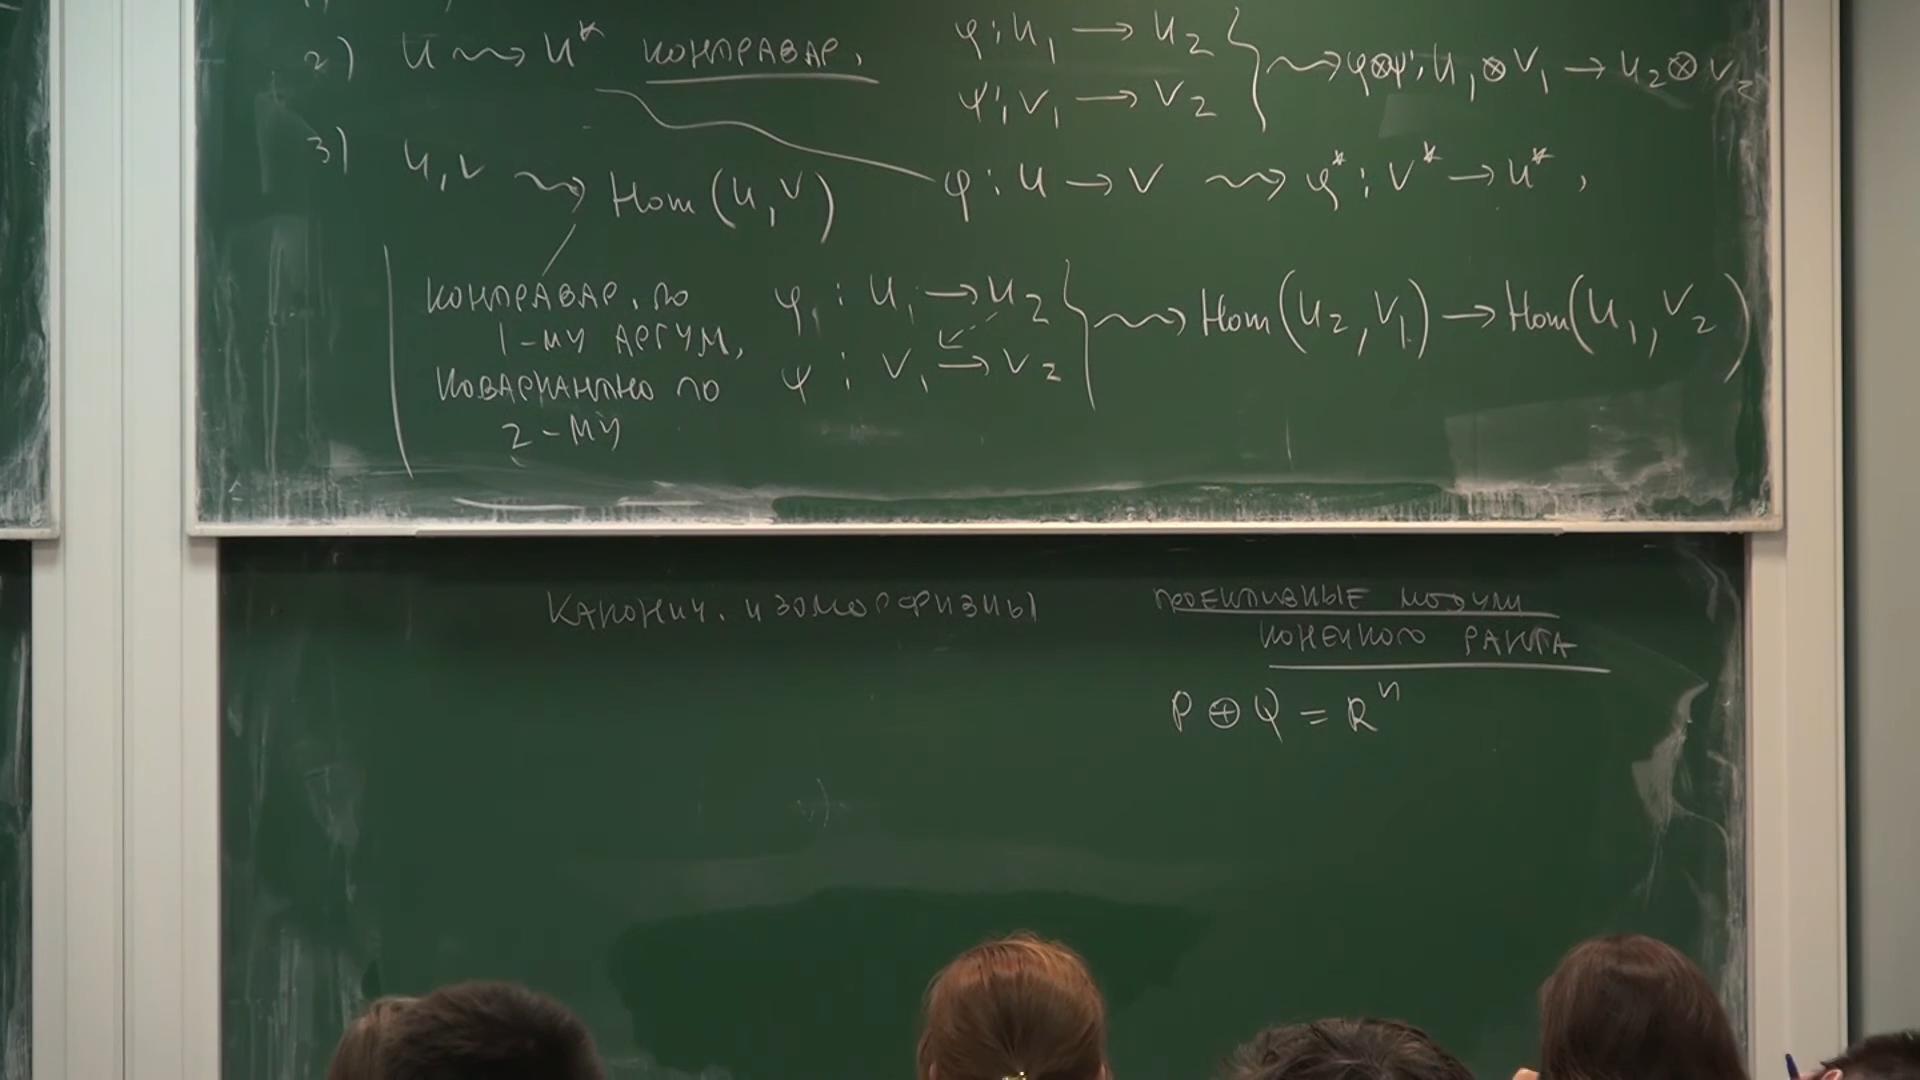 2) U ⇝ U* контравар.
φ: U₁ → U₂
ψ: V₁ → V₂ } ⇝ φ⊗ψ: U₁ ⊗ V₁ → U₂ ⊗ V₂
3) U, V ⇝ Hom(U, V)
φ: U → V ⇝ φ*: V* → U*,
контравар. по
1-му аргум,
ковариантно по
2-му
φ: U₁ → U₂
ψ: V₁ → V₂ } ⇝ Hom(U₂, V₁) → Hom(U₁, V₂)
Канонич. изоморфизмы
проективные модули
конечного ранга
P ⊕ Q = Rⁿ